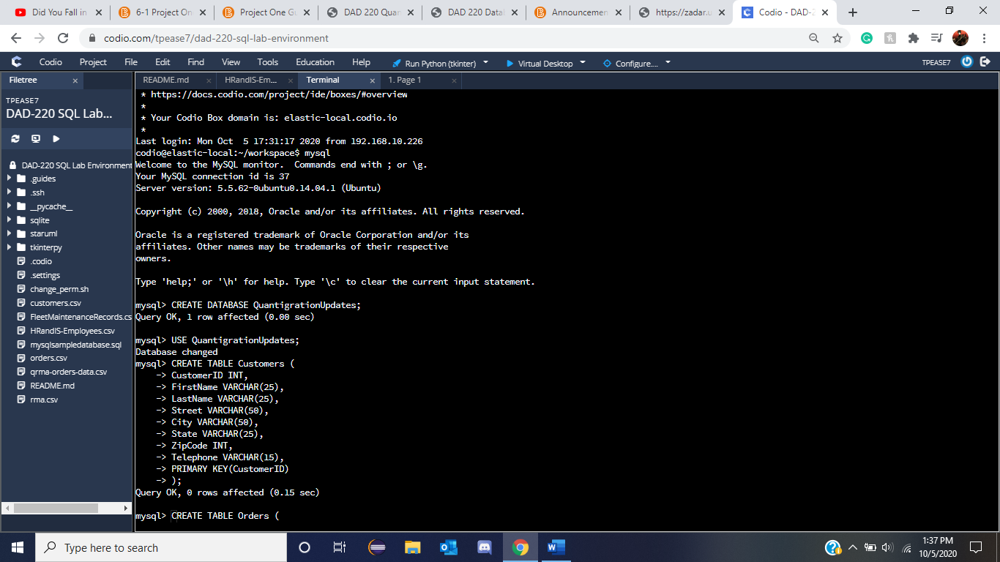 Did You Fall in
6-1 Project On
Project One Gu
DAD 220 Quan
DAD 220 Datab
Announcemen
https://zadar.u
Codio - DAD-2
codio.com/tpease7/dad-220-sql-lab-environment
Codio Project File Edit Find View Tools Education Help Run Python (tkinter) Virtual Desktop Configure.... TPEASE7
Filetree
README.md HRandIS-Em... Terminal 1. Page 1
TPEASE7
DAD-220 SQL Lab...
DAD-220 SQL Lab Environment
.guides
.ssh
__pycache__
sqlite
staruml
tkinterpy
.codio
.settings
change_perm.sh
customers.csv
FleetMaintenanceRecords.cs
HRandIS-Employees.csv
mysqlsampledatabase.sql
orders.csv
qrma-orders-data.csv
README.md
rma.csv
* https://docs.codio.com/project/ide/boxes/#overview
*
* Your Codio Box domain is: elastic-local.codio.io
*
Last login: Mon Oct  5 17:31:17 2020 from 192.168.10.226
codio@elastic-local:~/workspace$ mysql
Welcome to the MySQL monitor.  Commands end with ; or \g.
Your MySQL connection id is 37
Server version: 5.5.62-0ubuntu0.14.04.1 (Ubuntu)
Copyright (c) 2000, 2018, Oracle and/or its affiliates. All rights reserved.
Oracle is a registered trademark of Oracle Corporation and/or its
affiliates. Other names may be trademarks of their respective
owners.
Type 'help;' or '\h' for help. Type '\c' to clear the current input statement.
mysql> CREATE DATABASE QuantigrationUpdates;
Query OK, 1 row affected (0.00 sec)
mysql> USE QuantigrationUpdates;
Database changed
mysql> CREATE TABLE Customers (
-> CustomerID INT,
-> FirstName VARCHAR(25),
-> LastName VARCHAR(25),
-> Street VARCHAR(50),
-> City VARCHAR(50),
-> State VARCHAR(25),
-> ZipCode INT,
-> Telephone VARCHAR(15),
-> PRIMARY KEY(CustomerID)
-> );
Query OK, 0 rows affected (0.15 sec)
mysql> CREATE TABLE Orders (
Type here to search
1:37 PM
10/5/2020